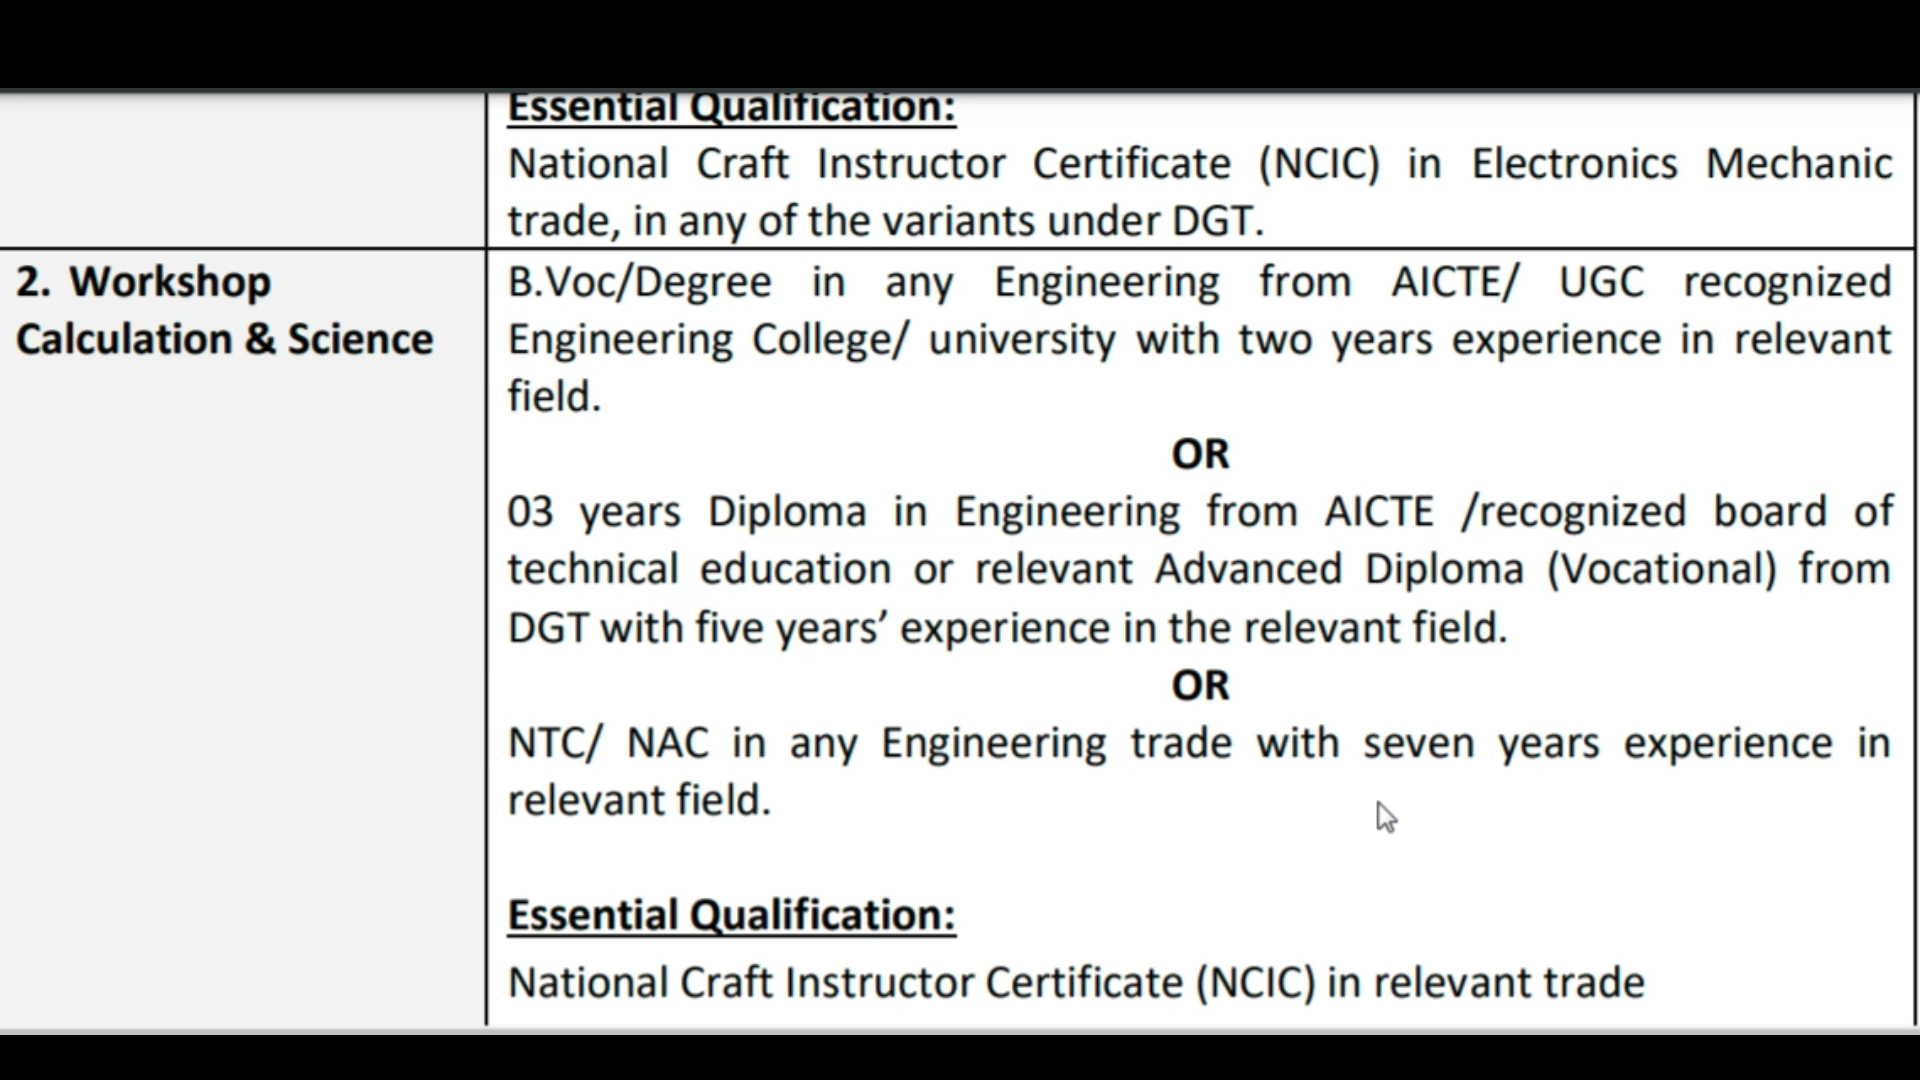 Essential Qualification:
National Craft Instructor Certificate (NCIC) in Electronics Mechanic
trade, in any of the variants under DGT.
2. Workshop
Calculation & Science
B.Voc/Degree in any Engineering from AICTE/ UGC recognized
Engineering College/ university with two years experience in relevant
field.
OR
03 years Diploma in Engineering from AICTE /recognized board of
technical education or relevant Advanced Diploma (Vocational) from
DGT with five years’ experience in the relevant field.
OR
NTC/ NAC in any Engineering trade with seven years experience in
relevant field.
Essential Qualification:
National Craft Instructor Certificate (NCIC) in relevant trade